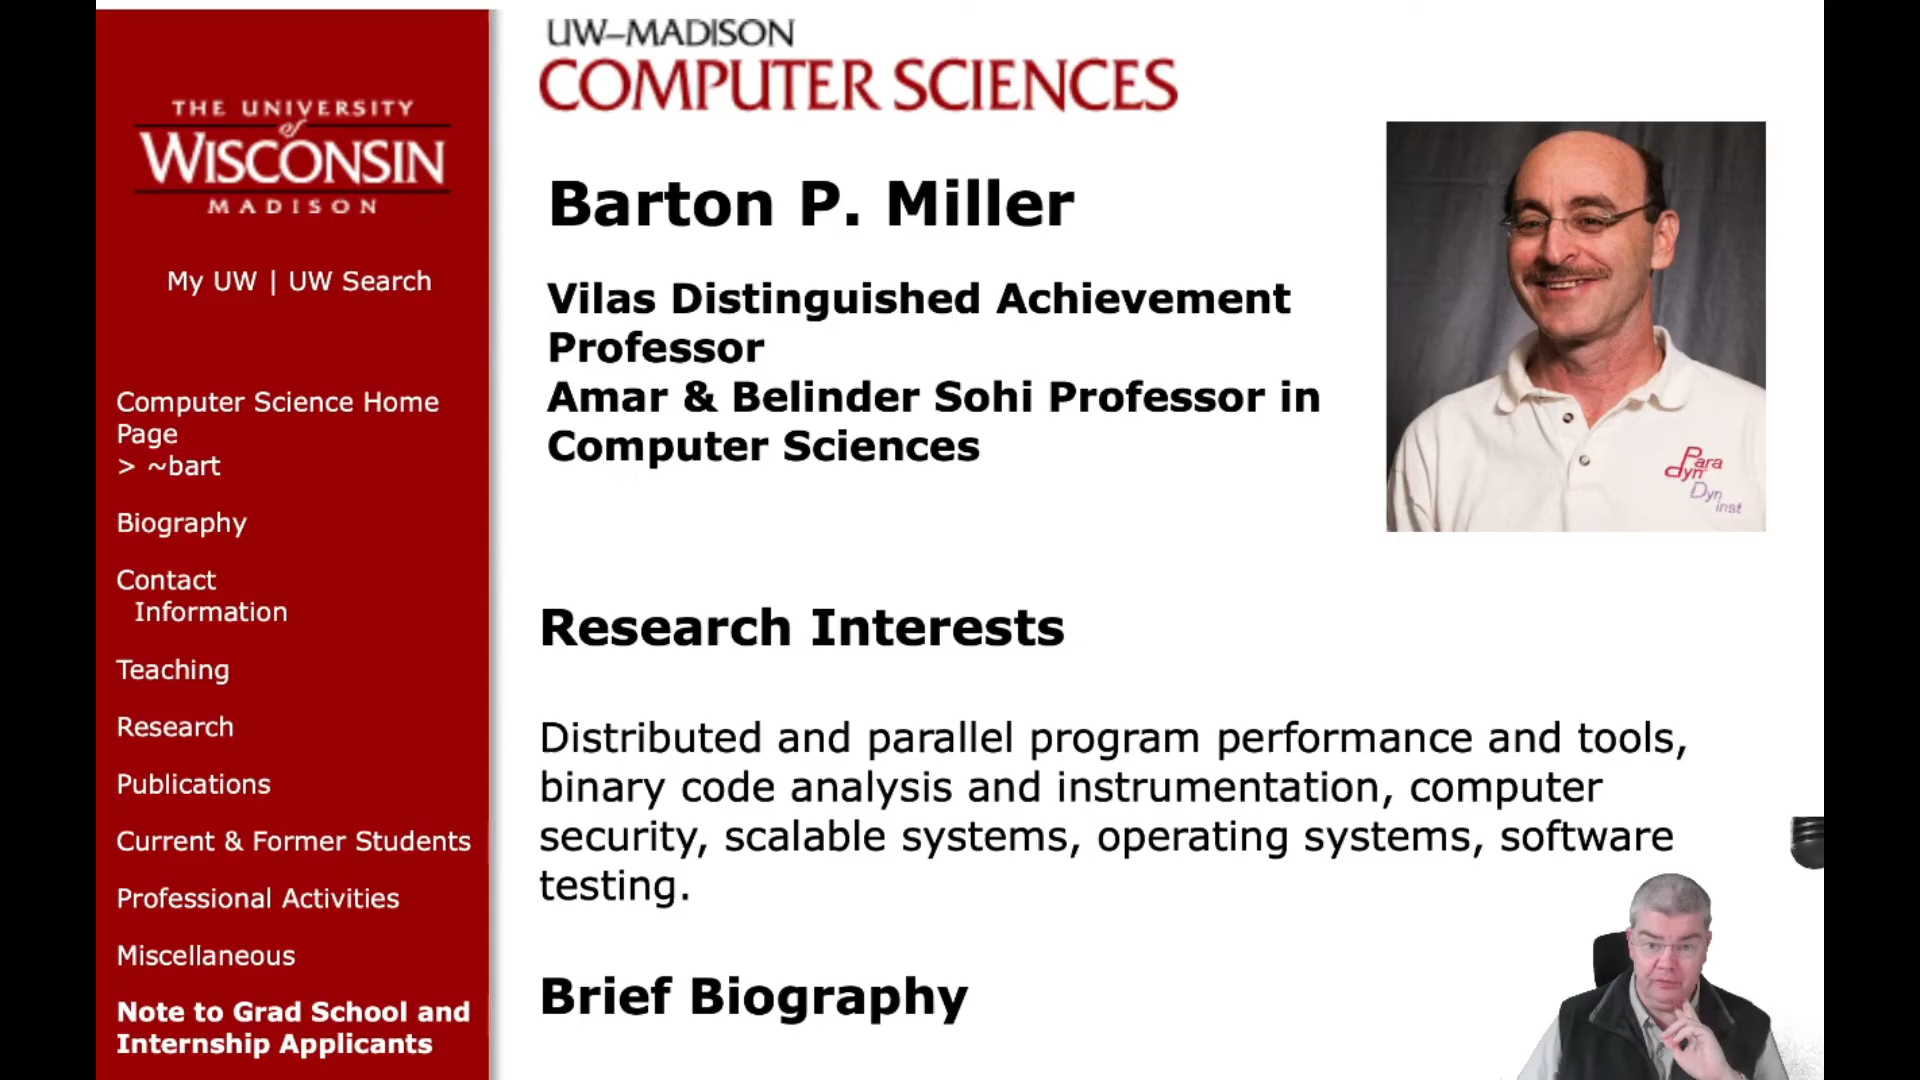 THE UNIVERSITY
of
WISCONSIN
MADISON
My UW | UW Search
Computer Science Home
Page
> ~bart
Biography
Contact
Information
Teaching
Research
Publications
Current & Former Students
Professional Activities
Miscellaneous
Note to Grad School and
Internship Applicants
UW–MADISON
COMPUTER SCIENCES
Barton P. Miller
Vilas Distinguished Achievement
Professor
Amar & Belinder Sohi Professor in
Computer Sciences
Para
dyn
Dyn
inst
Research Interests
Distributed and parallel program performance and tools,
binary code analysis and instrumentation, computer
security, scalable systems, operating systems, software
testing.
Brief Biography